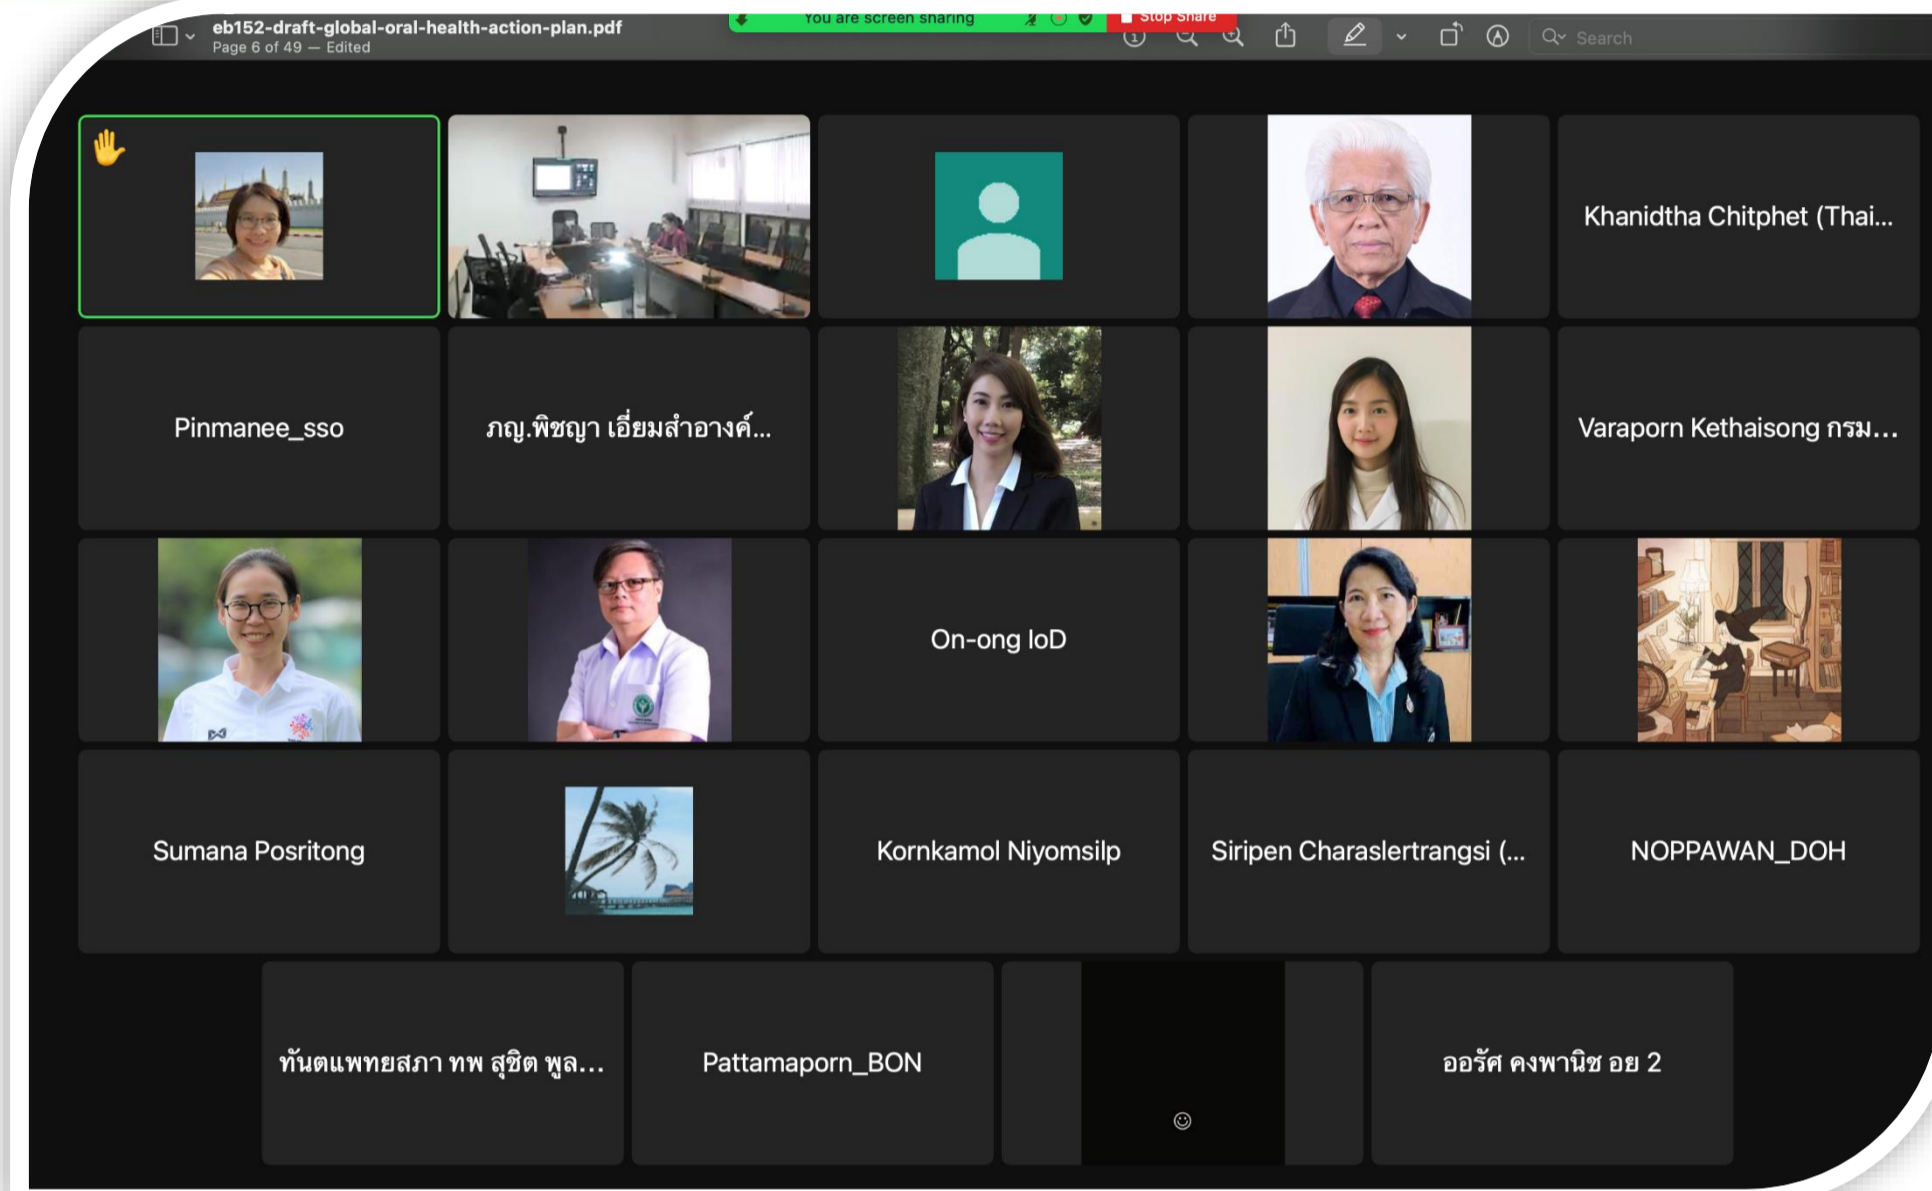 eb152-draft-global-oral-health-action-plan.pdf
Page 6 of 49 — Edited
You are screen sharing
Stop Share
Search
Khanidtha Chitphet (Thai...
Pinmanee_sso
ภญ.พิชญา เอี่ยมสำอางค์...
Varaporn Kethaisong กรม...
On-ong IoD
Sumana Posritong
Kornkamol Niyomsilp
Siripen Charaslertrangsi (...
NOPPAWAN_DOH
ทันตแพทยสภา ทพ สุชิต พูล...
Pattamaporn_BON
ออรัศ คงพานิช อย 2